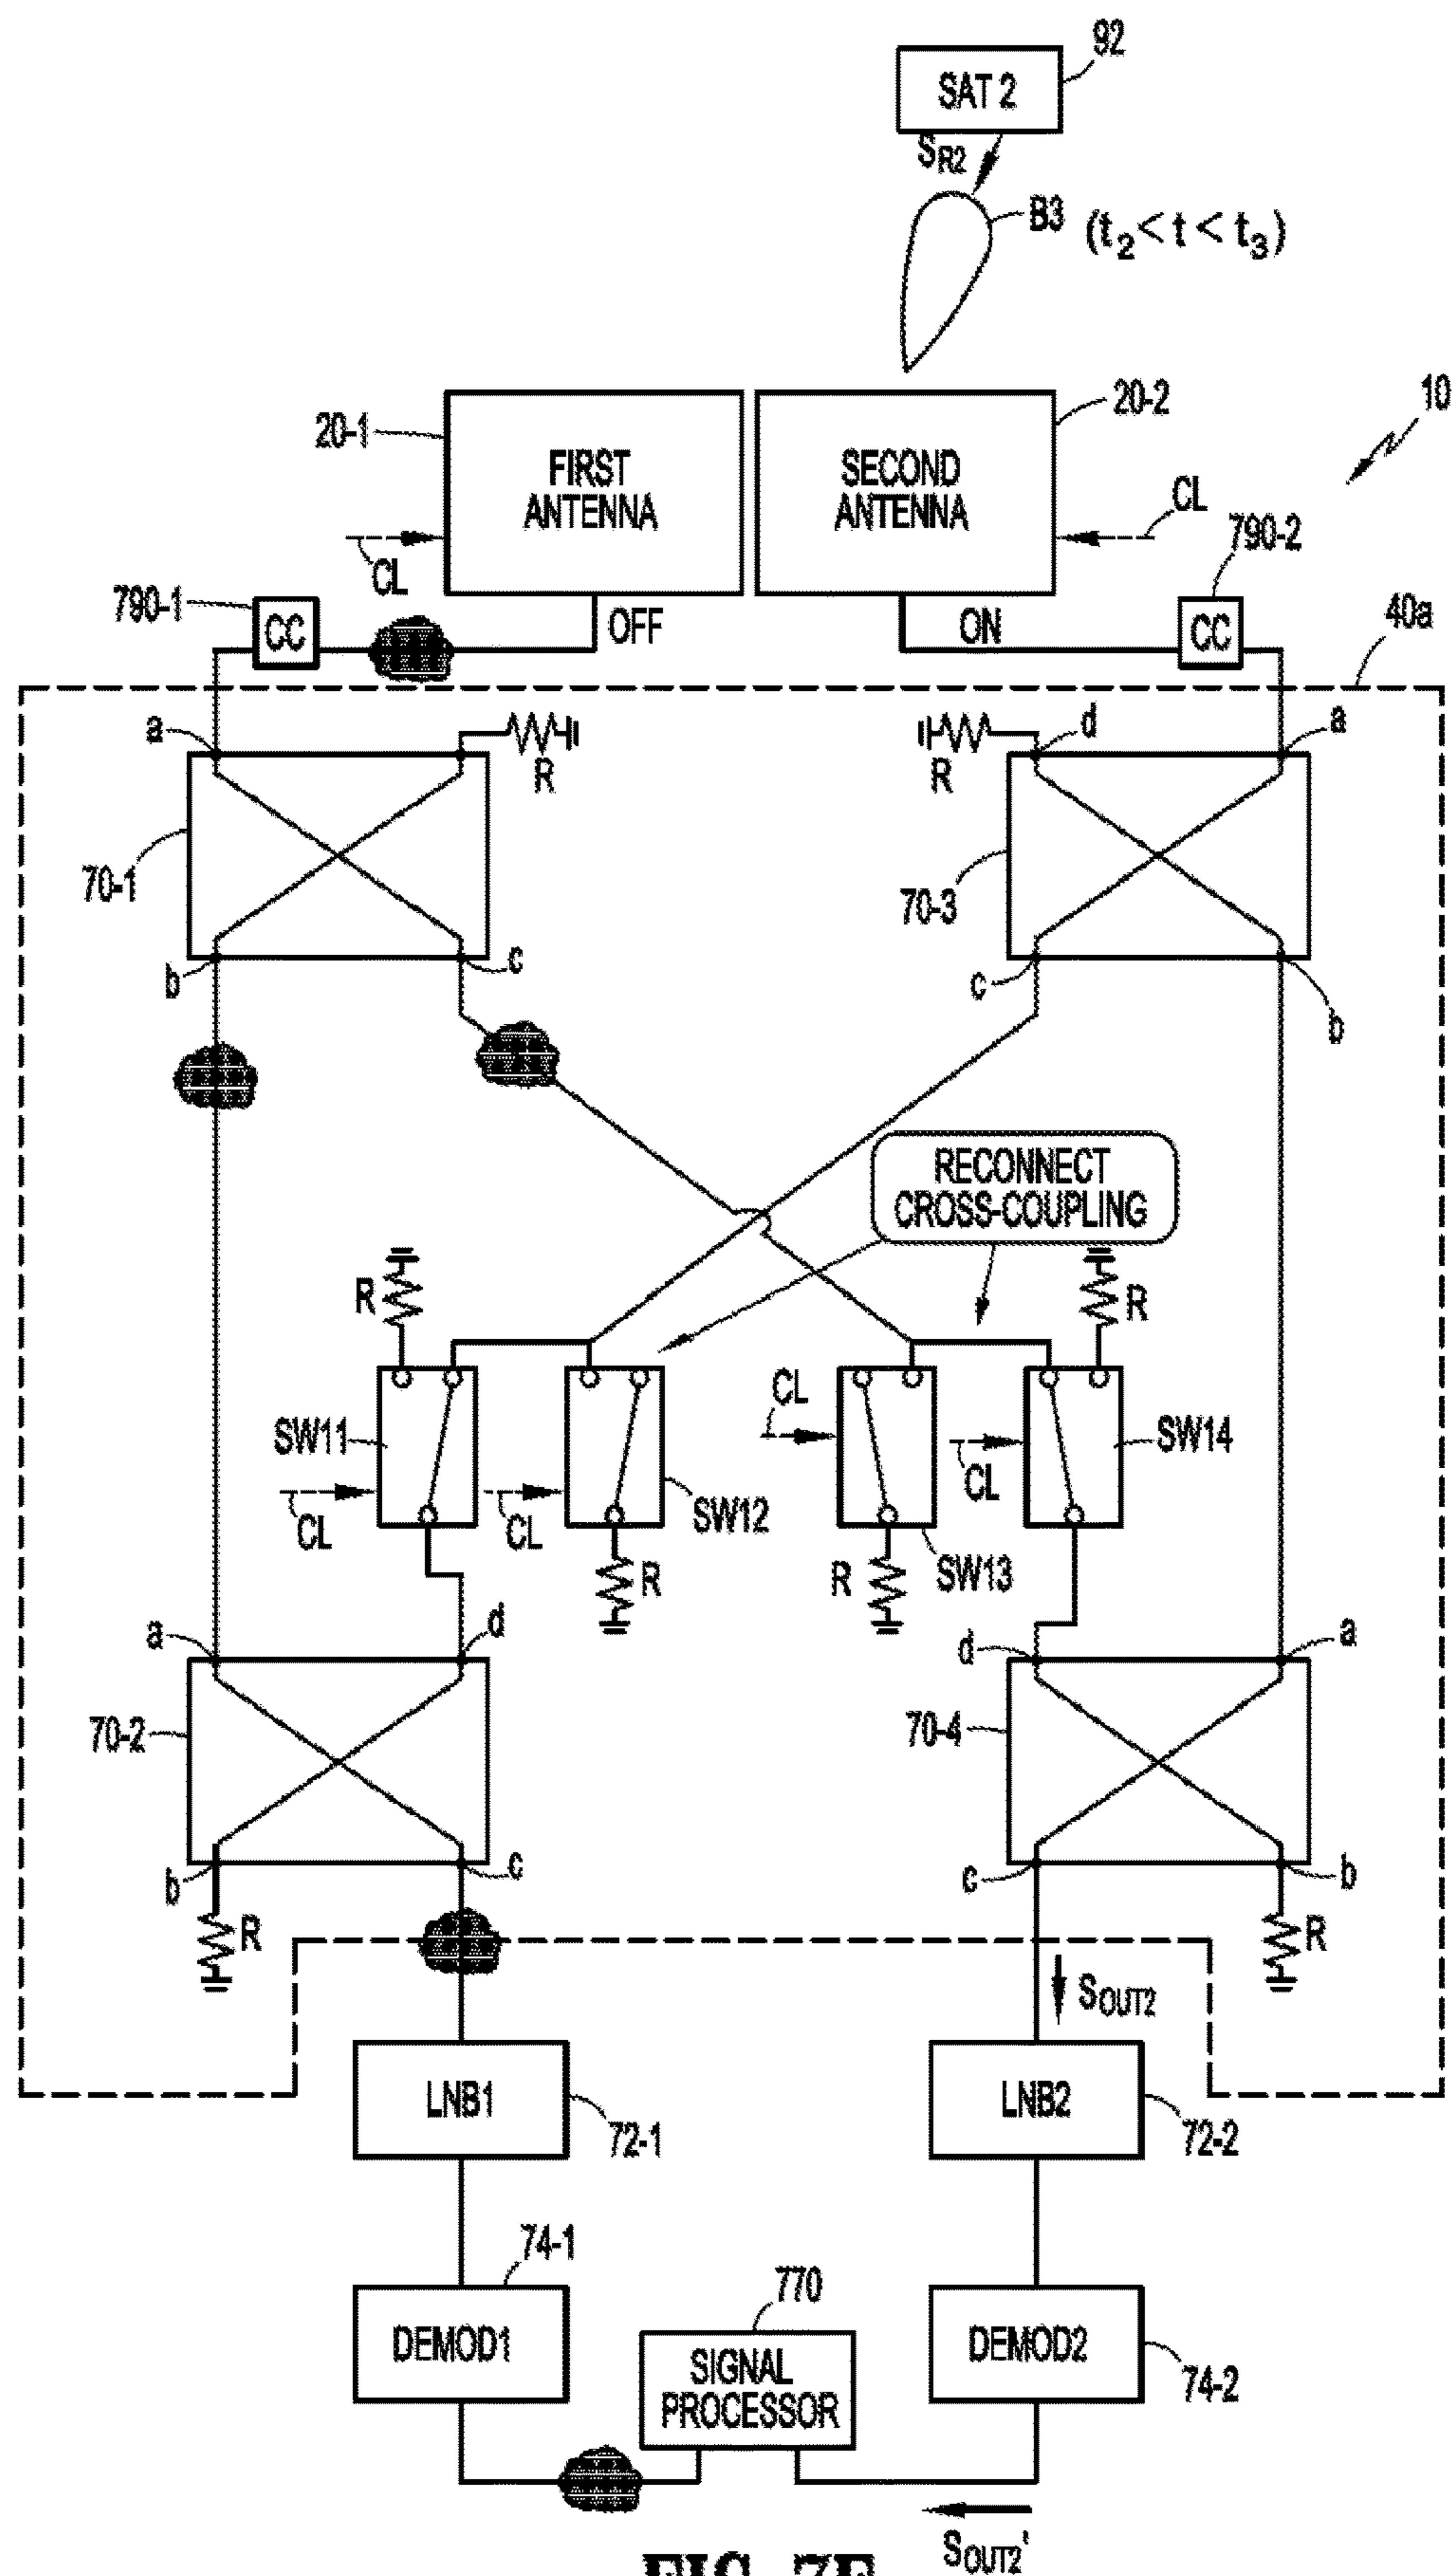 92
SAT 2
S_R2
B3 (t2 < t < t3)
10
20-1
FIRST
ANTENNA
SECOND
ANTENNA
20-2
CL
CL
790-1
CC
OFF
ON
790-2
CC
40a
a
R
R
d
a
70-1
70-3
b
c
c
b
RECONNECT
CROSS-COUPLING
R
R
SW11
CL
CL
SW12
CL
SW13
CL
SW14
R
R
a
d
d
a
70-2
70-4
b
c
c
b
R
R
S_OUT2
LNB1
72-1
LNB2
72-2
74-1
DEMOD1
770
SIGNAL
PROCESSOR
DEMOD2
74-2
S_OUT2'